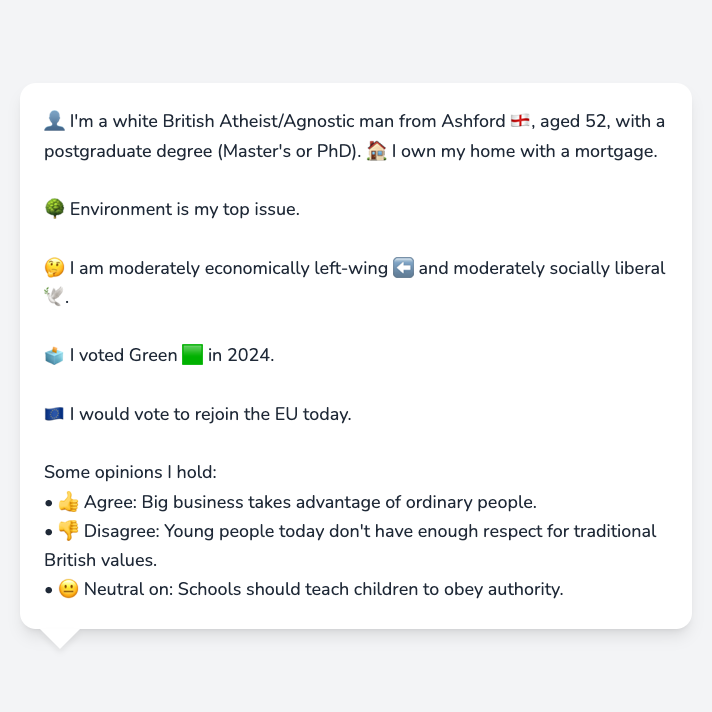 👤 I'm a white British Atheist/Agnostic man from Ashford 🏴󠁧󠁢󠁥󠁮󠁧󠁿, aged 52, with a
postgraduate degree (Master's or PhD). 🏠 I own my home with a mortgage.
🌳 Environment is my top issue.
🤔 I am moderately economically left-wing ⬅️ and moderately socially liberal
🕊️.
🗳️ I voted Green 🟩 in 2024.
🇪🇺 I would vote to rejoin the EU today.
Some opinions I hold:
• 👍 Agree: Big business takes advantage of ordinary people.
• 👎 Disagree: Young people today don't have enough respect for traditional
British values.
• 😐 Neutral on: Schools should teach children to obey authority.